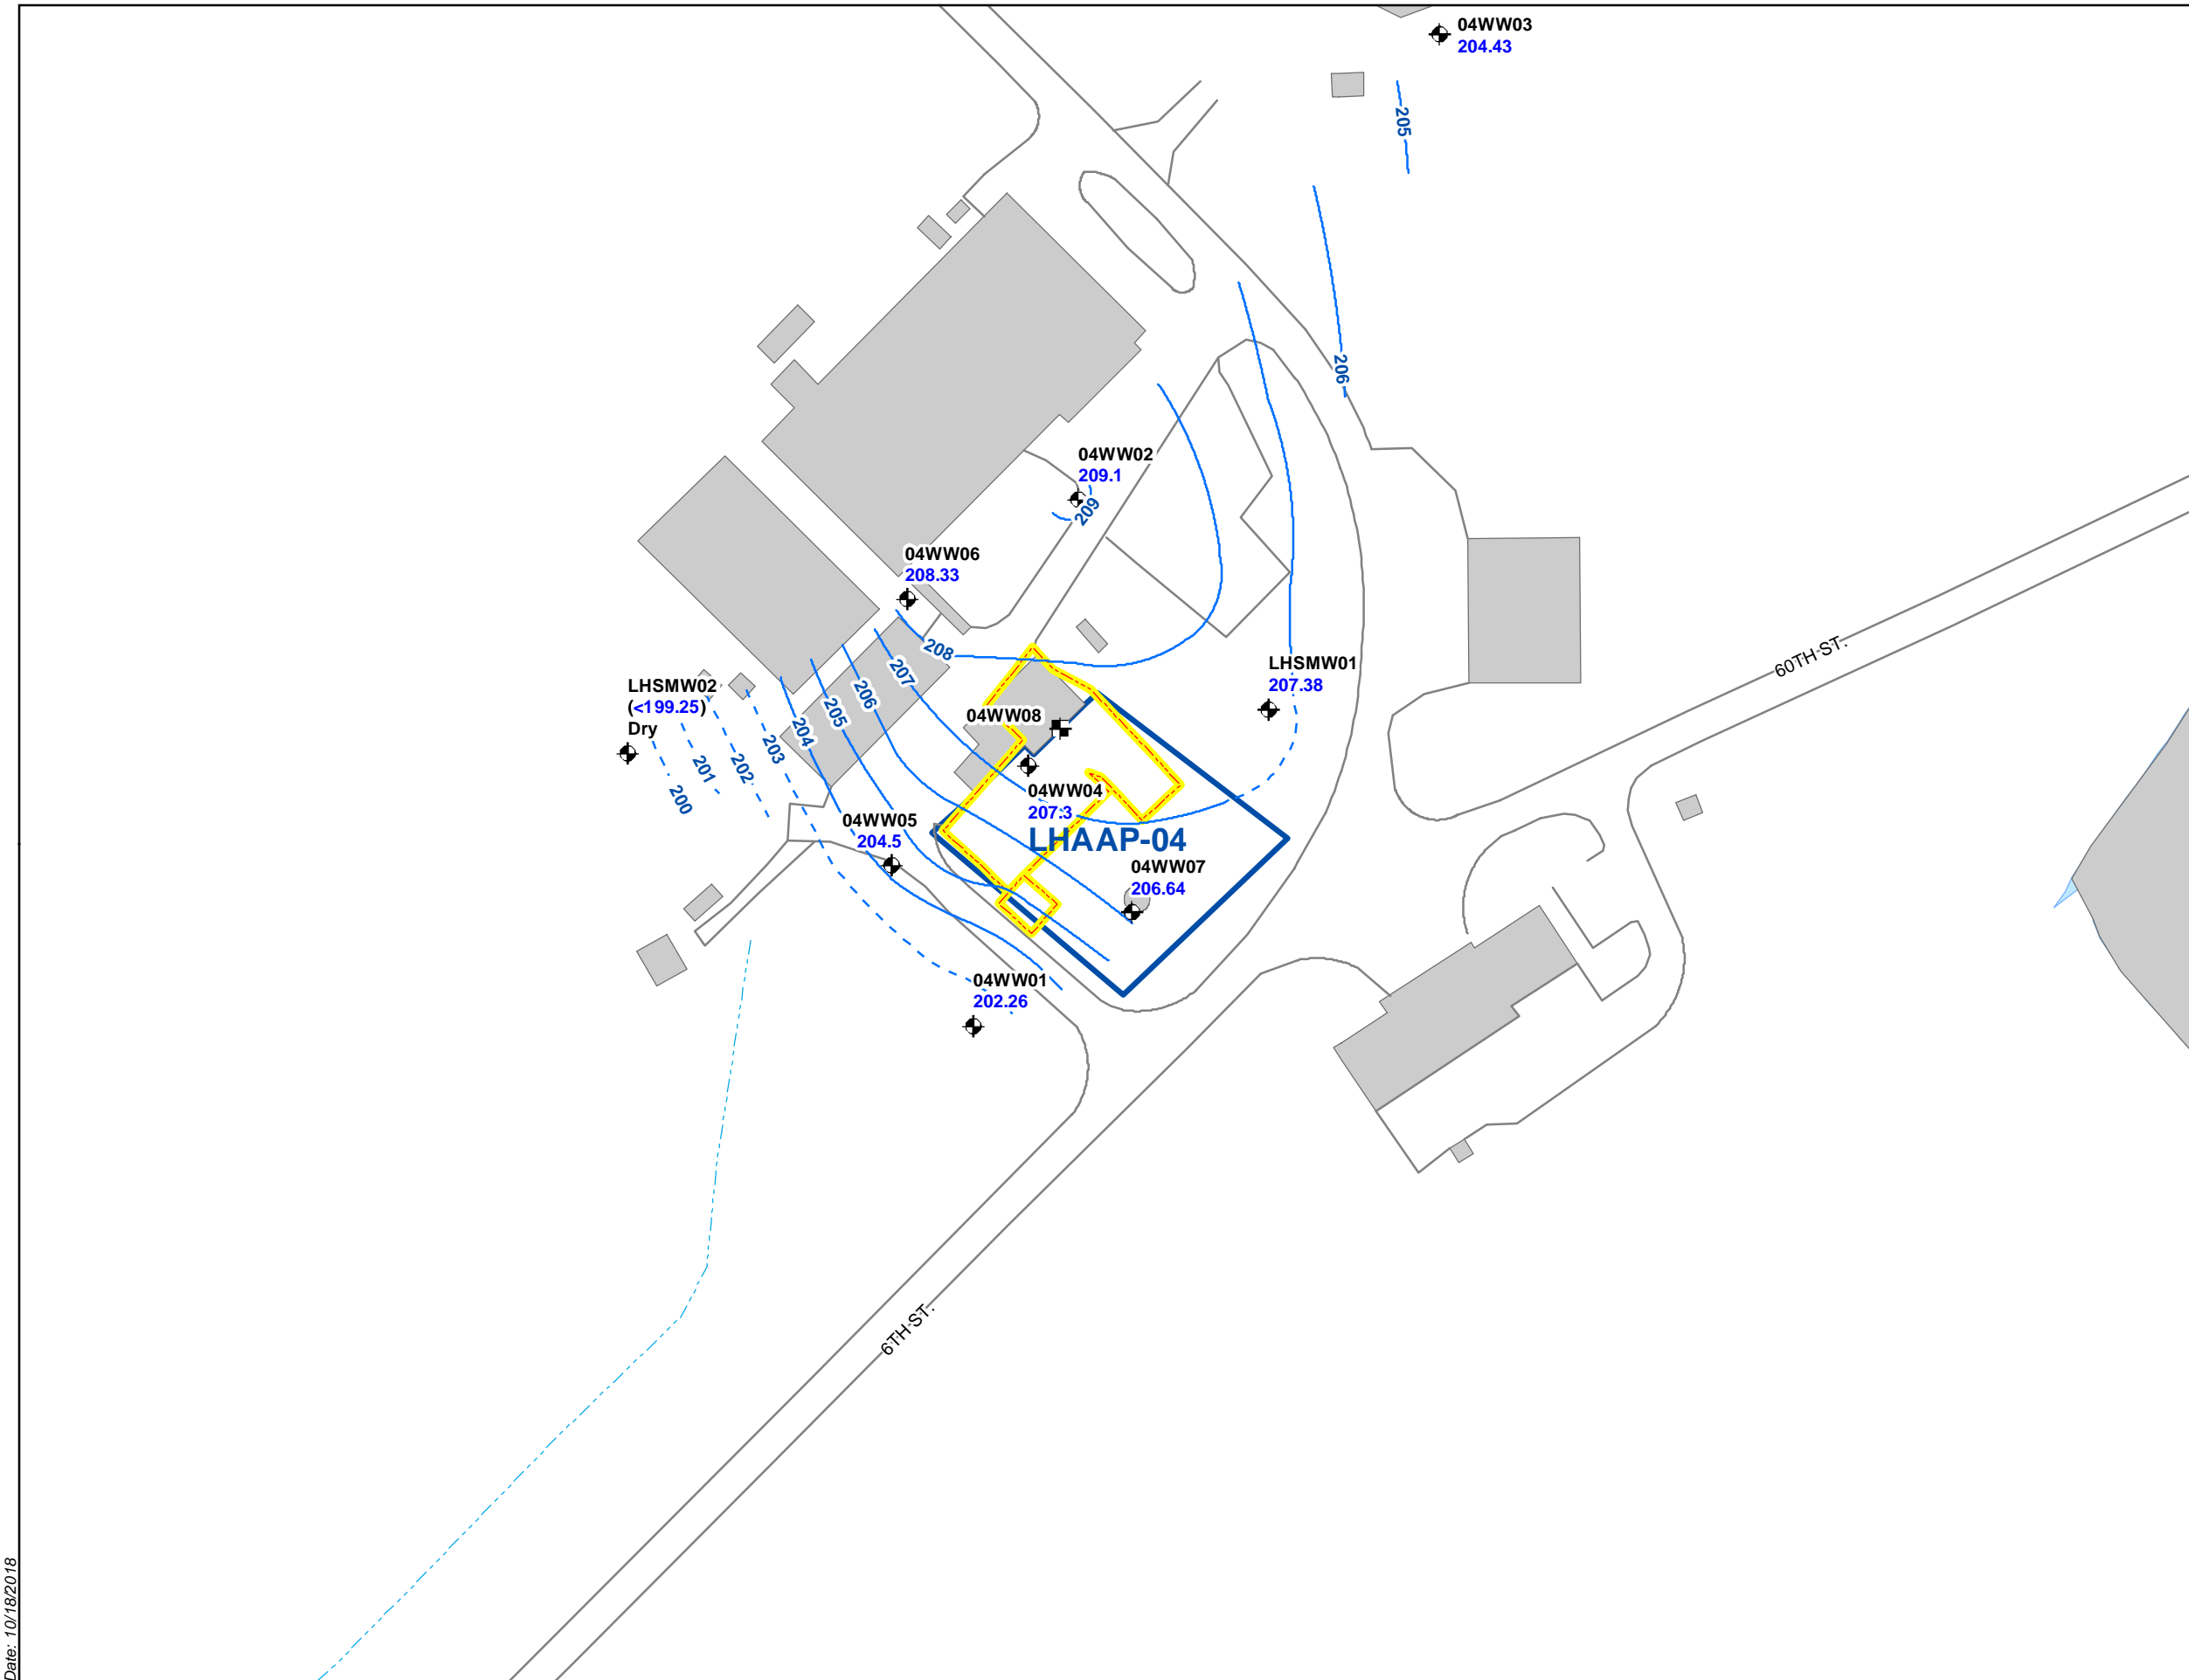 04WW03
204.43
205
206
04WW02
209.1
209
04WW06
208.33
208
207
206
205
204
203
202
201
200
LHSMW02
(<199.25)
Dry
LHSMW01
207.38
60TH ST.
04WW08
04WW04
207.3
LHAAP-04
04WW05
204.5
04WW07
206.64
04WW01
202.26
6TH ST.
Date: 10/18/2018